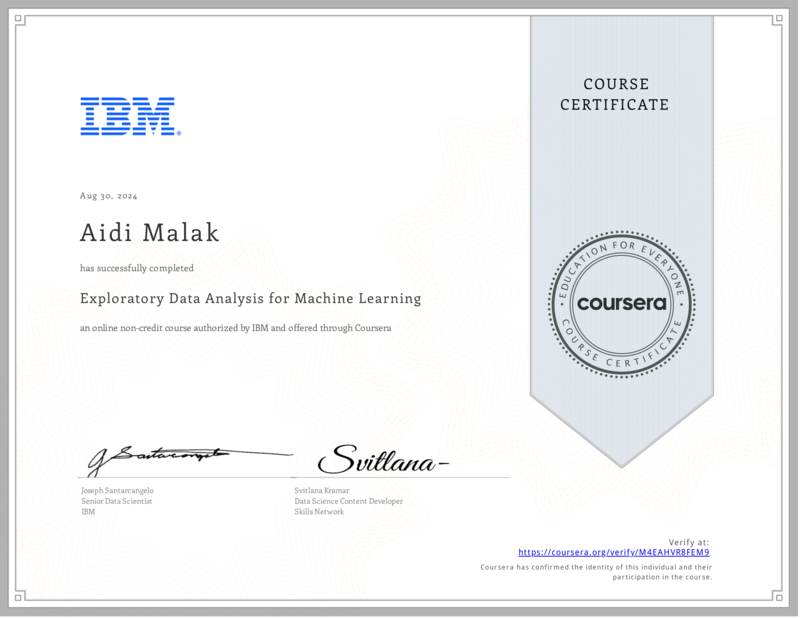 COURSE
CERTIFICATE
IBM®
Aug 30, 2024
Aidi Malak
has successfully completed
Exploratory Data Analysis for Machine Learning
an online non-credit course authorized by IBM and offered through Coursera
EDUCATION FOR EVERYONE
coursera
COURSE CERTIFICATE
J Santarcangelo
Svitlana
Joseph Santarcangelo
Senior Data Scientist
IBM
Svitlana Kramar
Data Science Content Developer
Skills Network
Verify at:
https://coursera.org/verify/M4EAHVR8FEM9
Coursera has confirmed the identity of this individual and their
participation in the course.